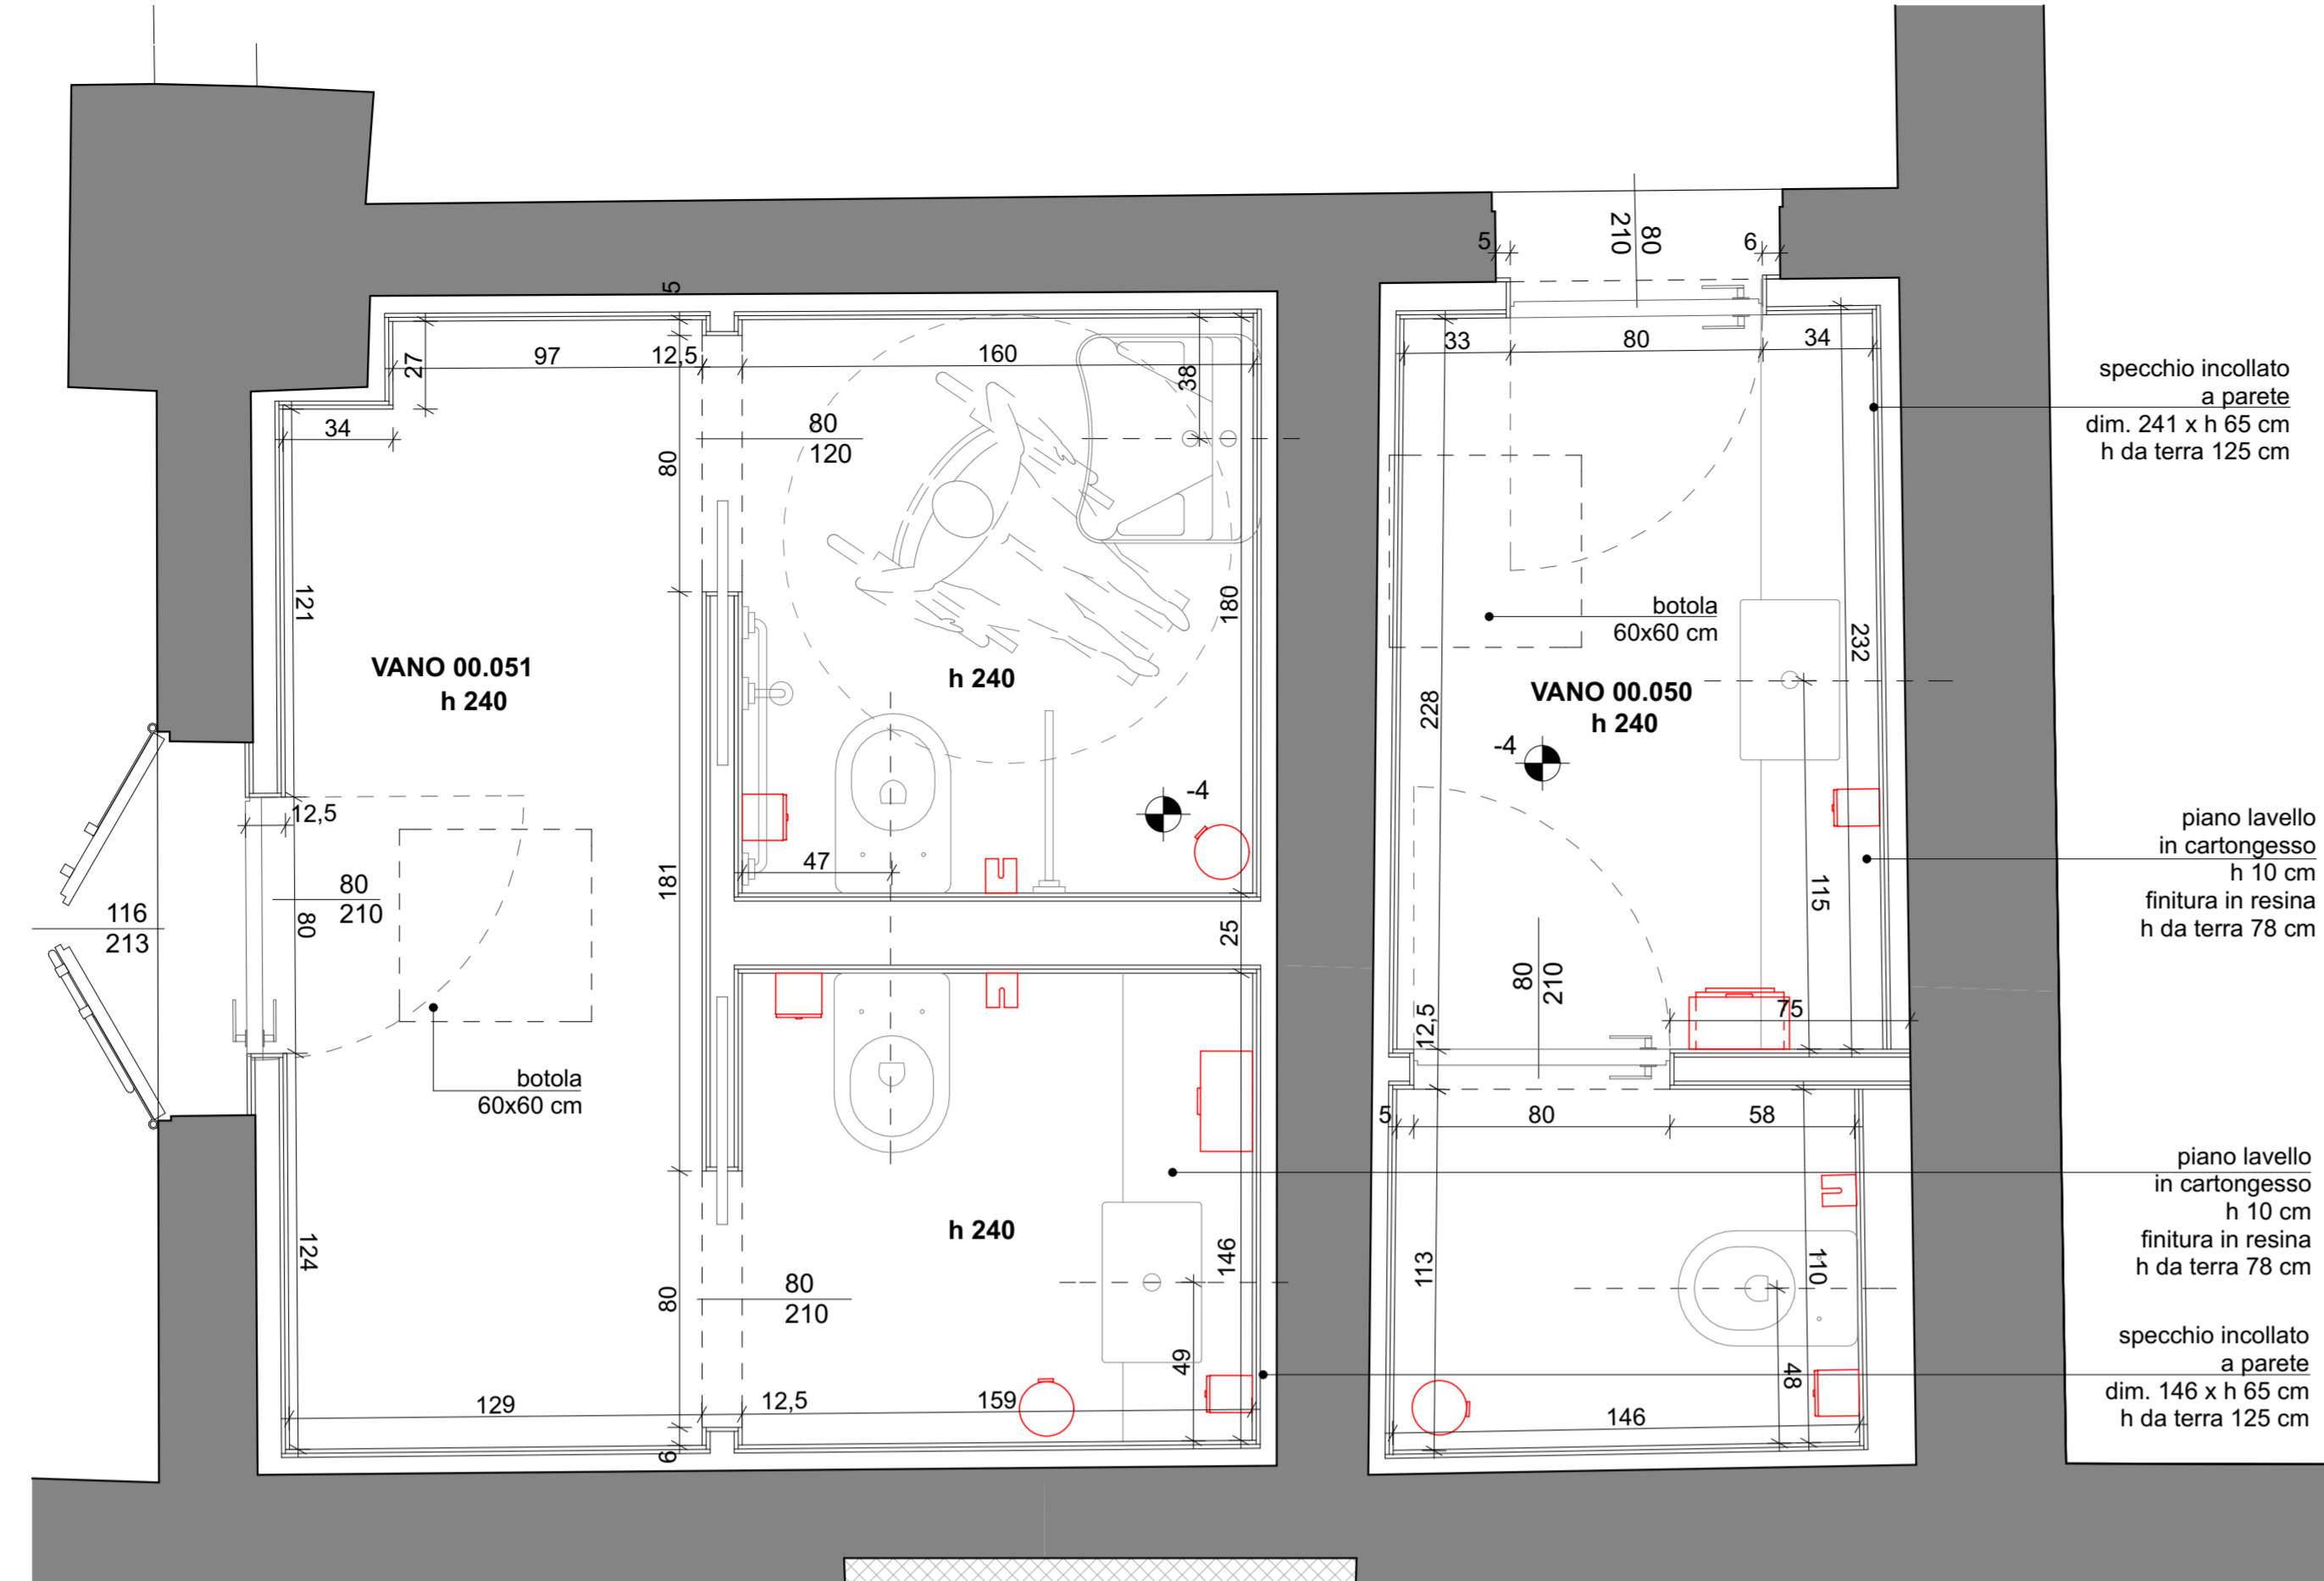 5
80
210
6
5
97
12,5
160
27
38
33
80
34
34
80
120
80
specchio incollato
a parete
dim. 241 x h 65 cm
h da terra 125 cm
121
180
botola
60x60 cm
232
VANO 00.051
h 240
h 240
VANO 00.050
h 240
228
-4
-4
12,5
piano lavello
in cartongesso
h 10 cm
finitura in resina
h da terra 78 cm
47
181
115
80
210
80
116
213
25
80
210
75
12,5
botola
60x60 cm
5
80
58
piano lavello
in cartongesso
h 10 cm
finitura in resina
h da terra 78 cm
124
h 240
146
113
110
80
80
210
49
48
specchio incollato
a parete
dim. 146 x h 65 cm
h da terra 125 cm
129
12,5
159
146
6